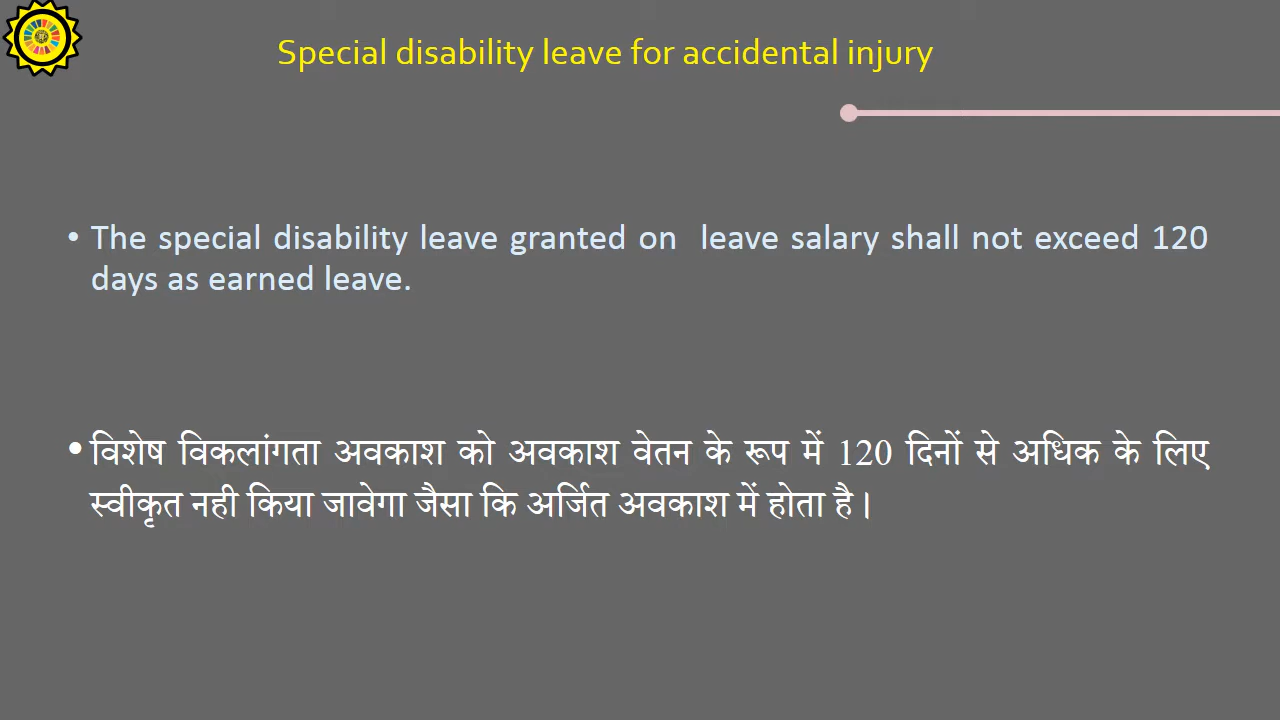 Special disability leave for accidental injury
• The special disability leave granted on leave salary shall not exceed 120
days as earned leave.
• विशेष विकलांगता अवकाश को अवकाश वेतन के रूप में 120 दिनों से अधिक के लिए
स्वीकृत नही किया जावेगा जैसा कि अर्जित अवकाश में होता है।